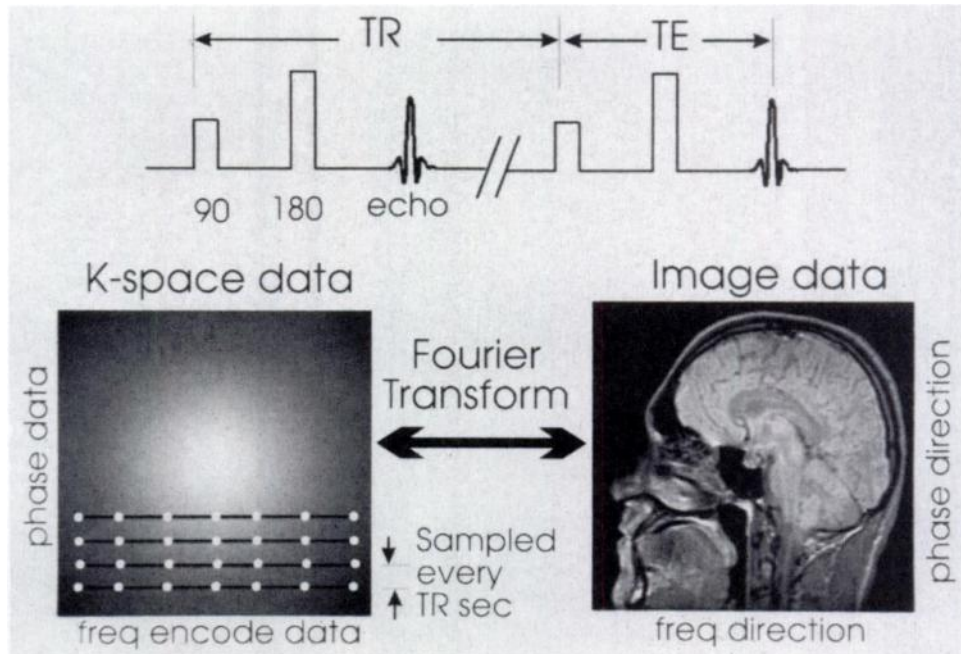 TR
TE
90
180
echo
K-space data
Image data
phase data
Fourier
Transform
phase direction
Sampled
every
TR sec
freq encode data
freq direction